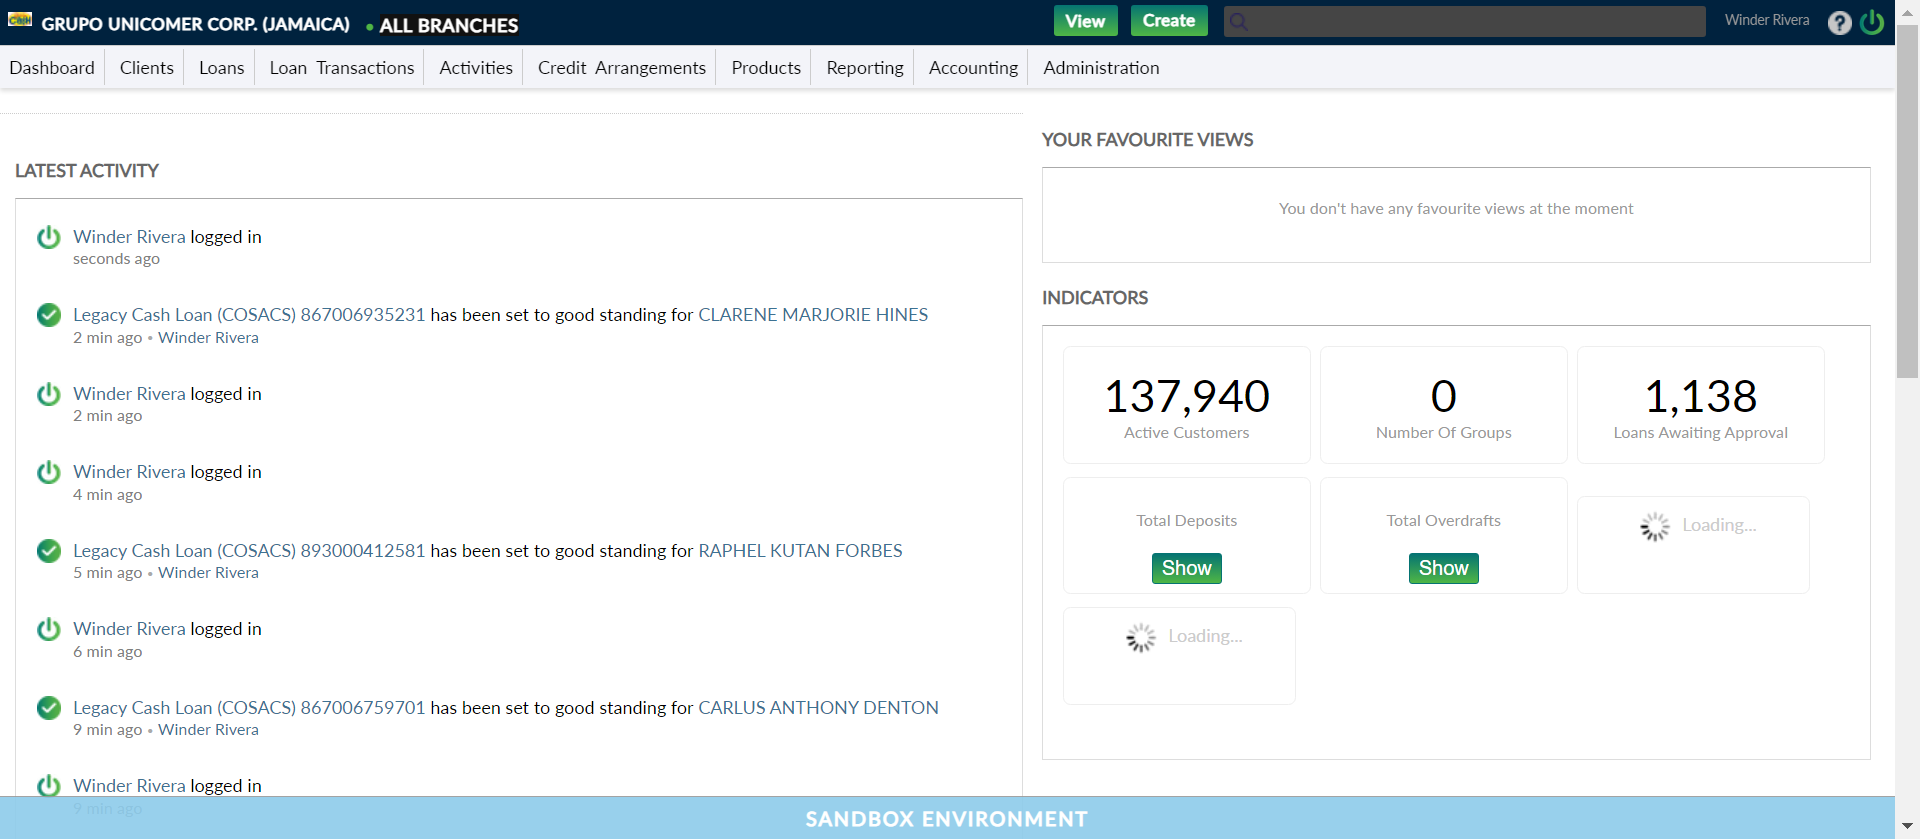 GRUPO UNICOMER CORP. (JAMAICA) • ALL BRANCHES View Create Winder Rivera ?
Dashboard Clients Loans Loan Transactions Activities Credit Arrangements Products Reporting Accounting Administration
LATEST ACTIVITY
Winder Rivera logged in
seconds ago
Legacy Cash Loan (COSACS) 867006935231 has been set to good standing for CLARENE MARJORIE HINES
2 min ago • Winder Rivera
Winder Rivera logged in
2 min ago
Winder Rivera logged in
4 min ago
Legacy Cash Loan (COSACS) 893000412581 has been set to good standing for RAPHEL KUTAN FORBES
5 min ago • Winder Rivera
Winder Rivera logged in
6 min ago
Legacy Cash Loan (COSACS) 867006759701 has been set to good standing for CARLUS ANTHONY DENTON
9 min ago • Winder Rivera
Winder Rivera logged in
9 min ago
YOUR FAVOURITE VIEWS
You don't have any favourite views at the moment
INDICATORS
137,940
Active Customers
0
Number Of Groups
1,138
Loans Awaiting Approval
Total Deposits
Show
Total Overdrafts
Show
Loading...
Loading...
SANDBOX ENVIRONMENT